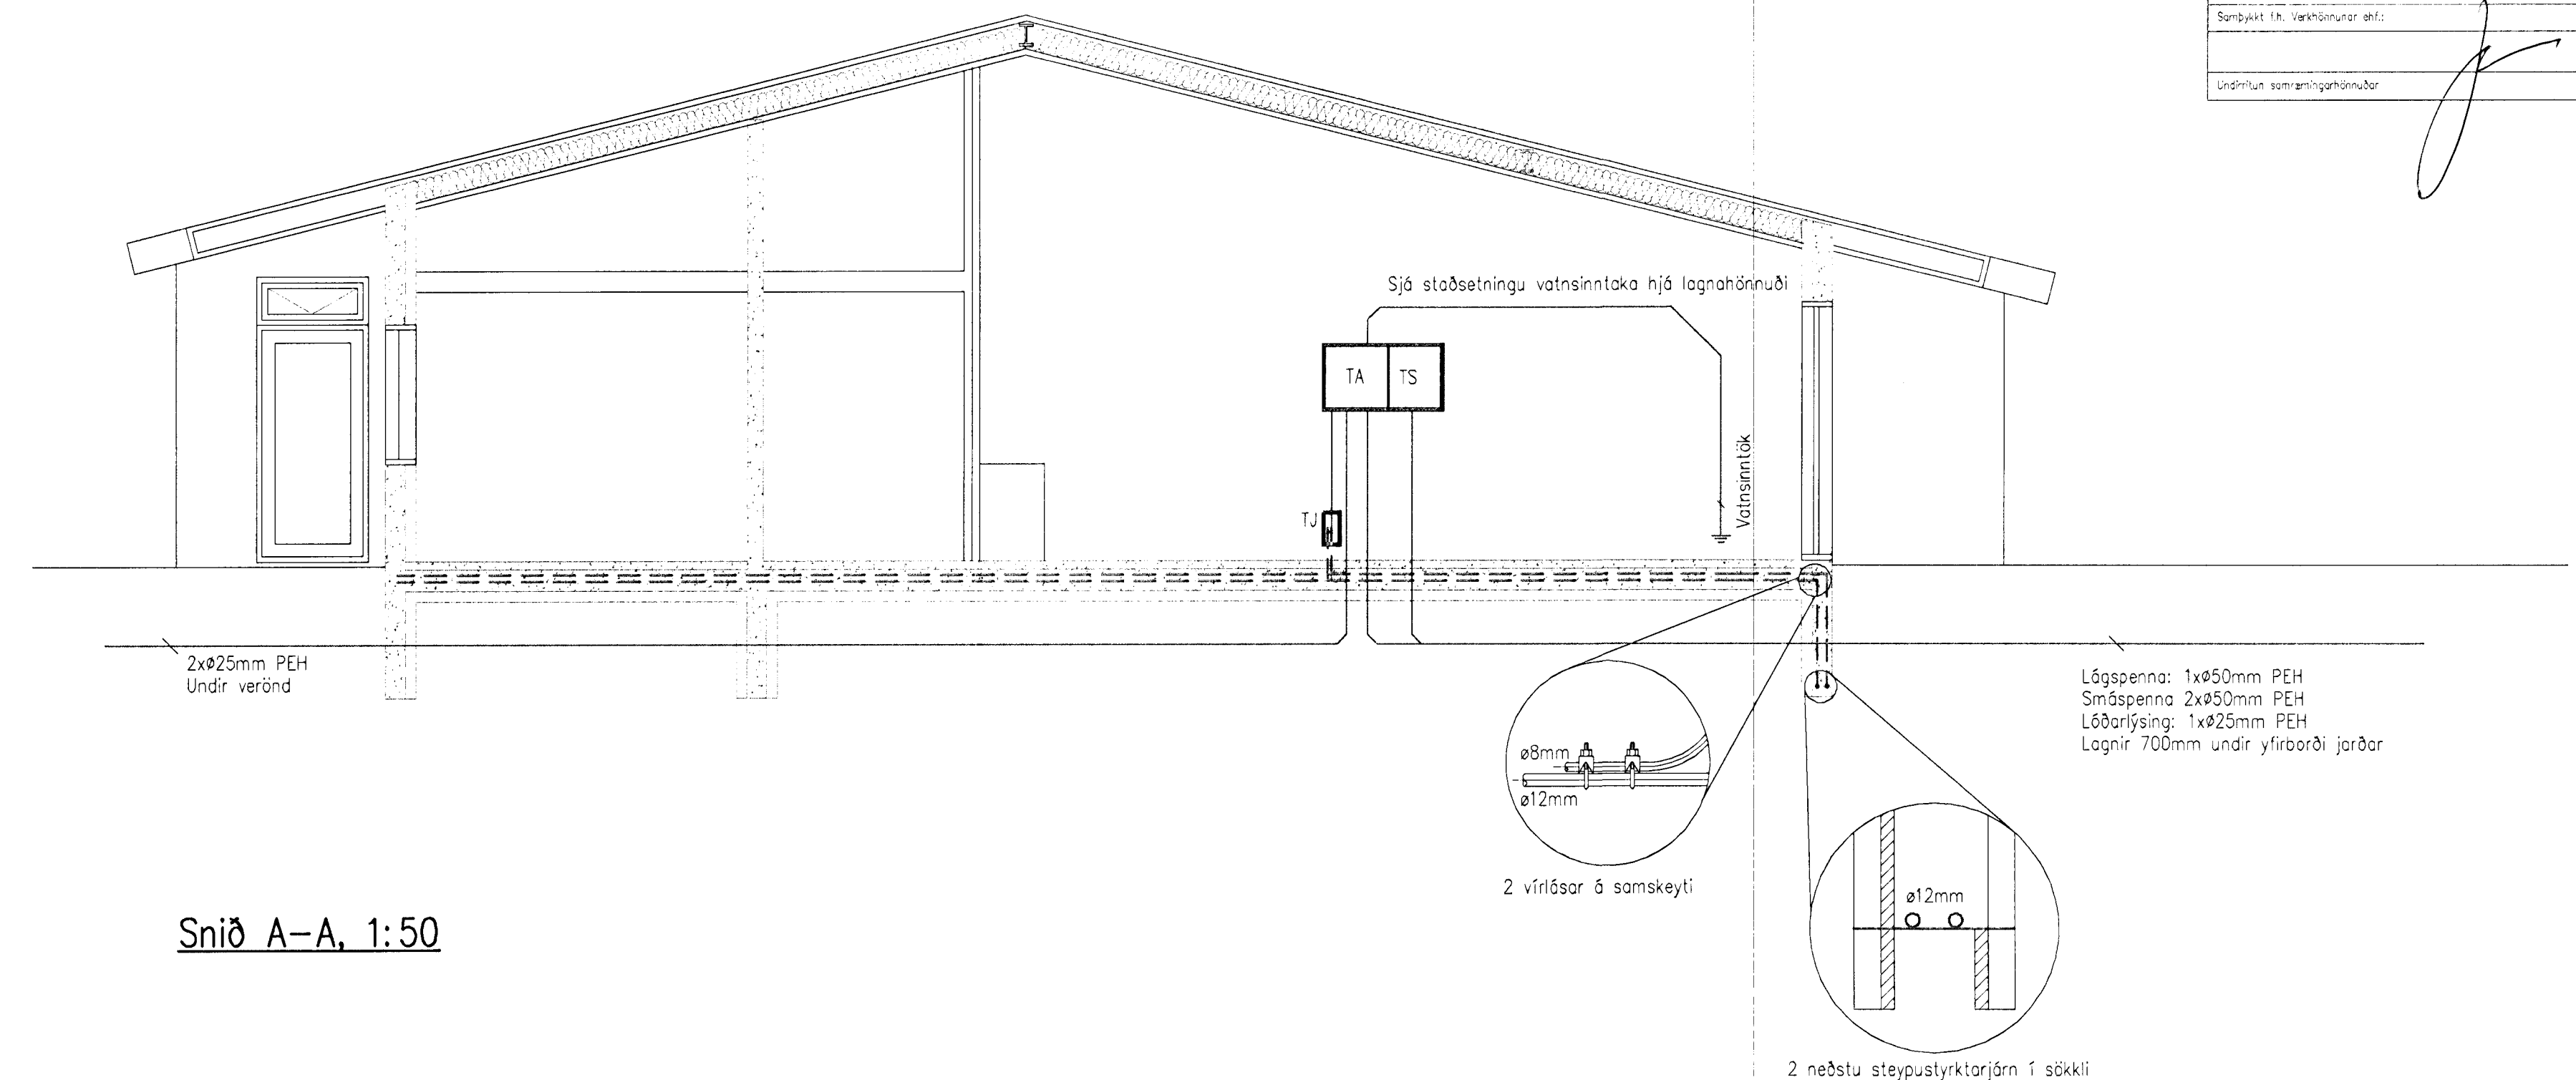 Samþykkt f.h. Verkhönnunar ehf.:
Undirritun samræmingarhönnuðar
Sjá staðsetningu vatnsinntaka hjá lagnahönnuði
TA TS
Vatnsinntök
TJ
2xø25mm PEH
Undir verönd
Lágspenna: 1xø50mm PEH
Smáspenna 2xø50mm PEH
Lóðarlýsing: 1xø25mm PEH
Lagnir 700mm undir yfirborði jarðar
ø8mm
ø12mm
2 vírlásar á samskeyti
ø12mm
Snið A-A, 1:50
2 neðstu steypustyrktarjárn í sökkli